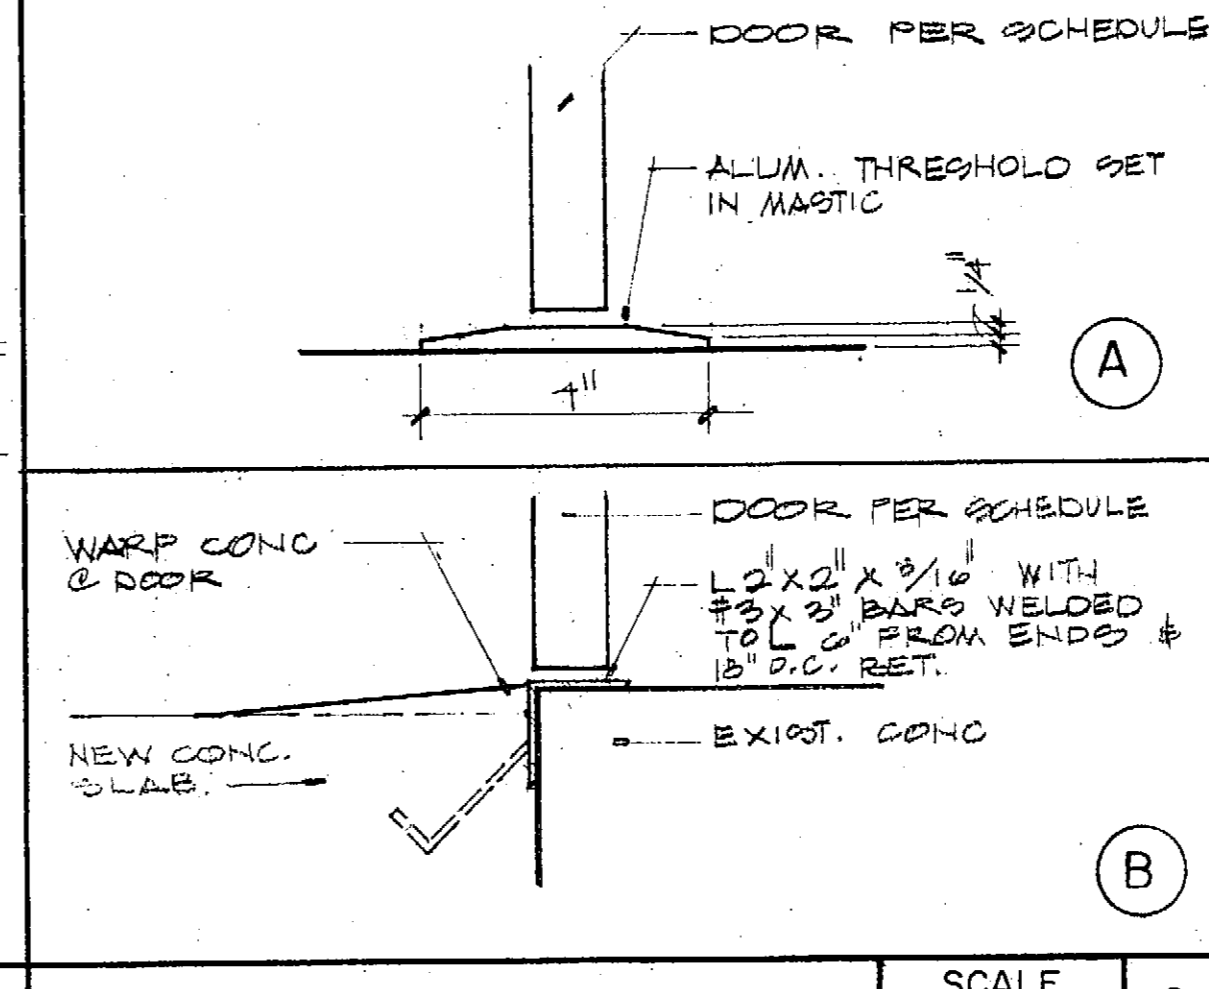 DOOR PER SCHEDULE
ALUM. THRESHOLD SET
IN MASTIC
1/4"
4"
A
WARP CONC
@ DOOR
DOOR PER SCHEDULE
L 2" X 2" X 3/16" WITH
#3 X 3" BARS WELDED
TO L 6" FROM ENDS &
18" O.C. RET.
EXIST. CONC
NEW CONC.
SLAB.
B
SCALE